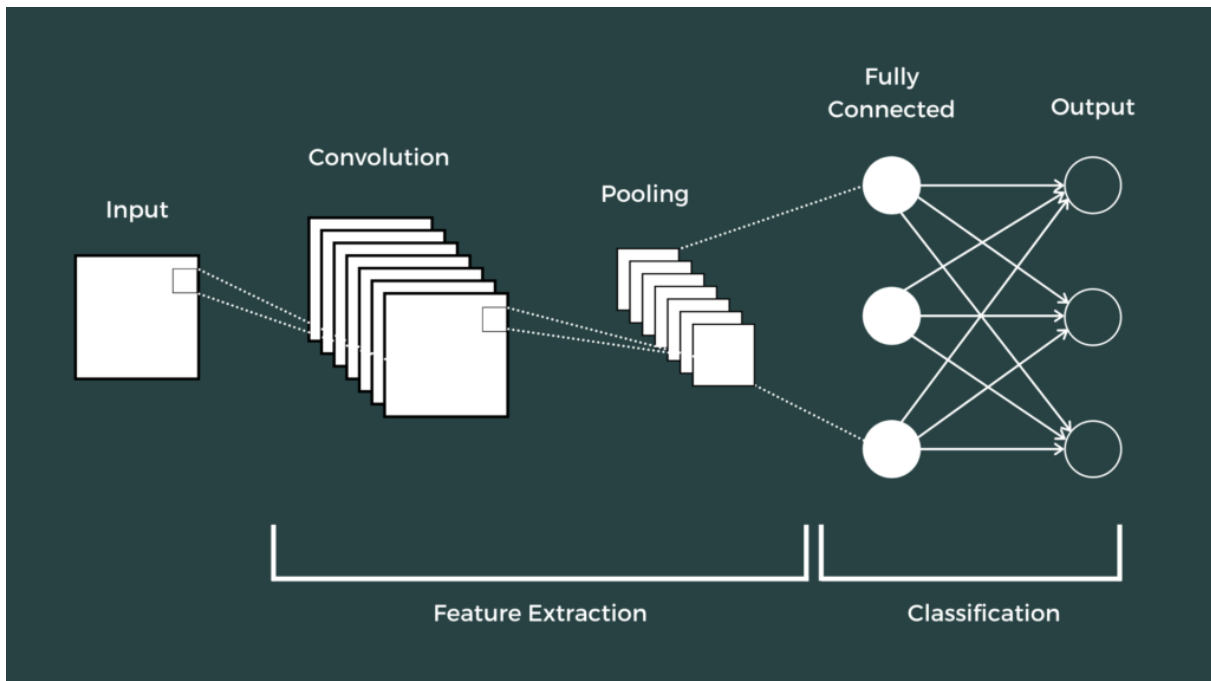 Input
Convolution
Pooling
Fully
Connected
Output
Feature Extraction
Classification